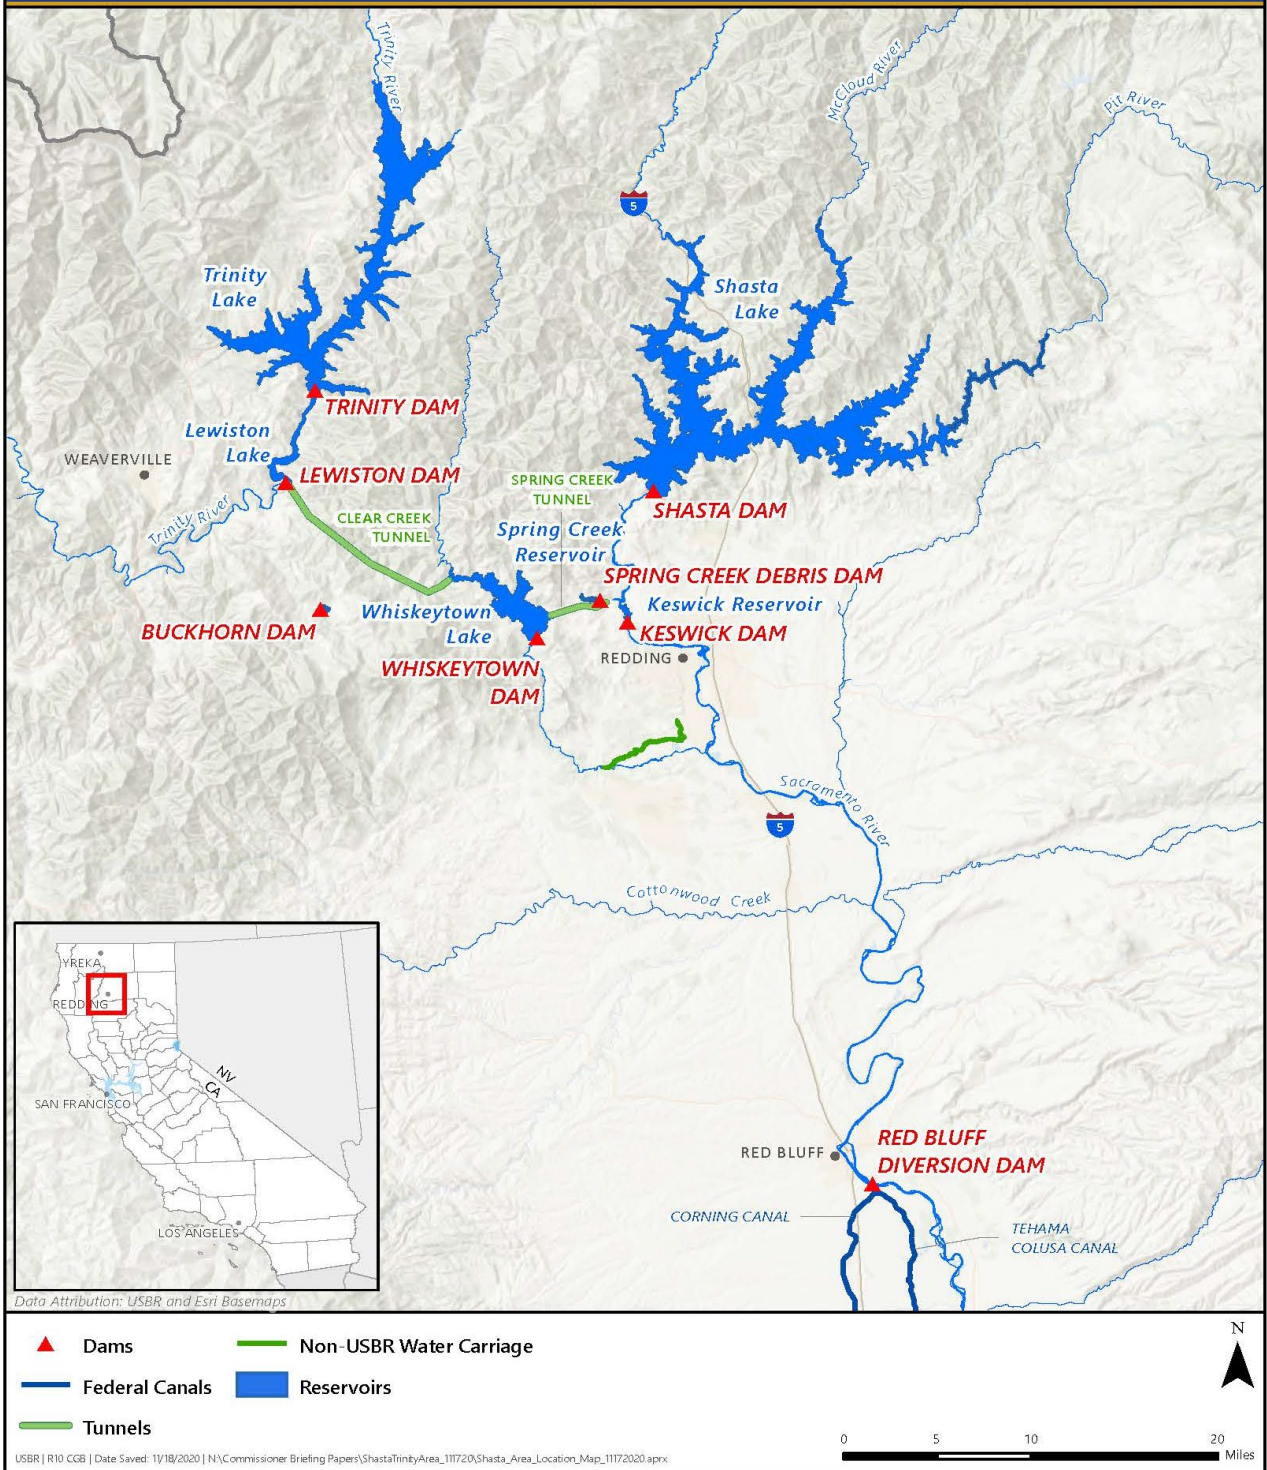 Trinity River
McCloud River
Pit River
5
Trinity
Lake
Shasta
Lake
TRINITY DAM
Lewiston
Lake
WEAVERVILLE
LEWISTON DAM
Trinity River
SPRING CREEK
TUNNEL
SHASTA DAM
CLEAR CREEK
TUNNEL
Spring Creek
Reservoir
SPRING CREEK DEBRIS DAM
Whiskeytown
Lake
Keswick Reservoir
BUCKHORN DAM
KESWICK DAM
REDDING
WHISKEYTOWN
DAM
Sacramento River
5
Cottonwood Creek
YREKA
REDDING
NV
CA
SAN FRANCISCO
LOS ANGELES
RED BLUFF
RED BLUFF
DIVERSION DAM
CORNING CANAL
TEHAMA
COLUSA CANAL
Data Attribution: USBR and Esri Basemaps
Dams
Non-USBR Water Carriage
Federal Canals
Reservoirs
Tunnels
N
0 5 10 20
Miles
USBR | R10 CGB | Date Saved: 11/18/2020 | N:\Commissioner Briefing Papers\ShastaTrinityArea_111720\Shasta_Area_Location_Map_11172020.aprx